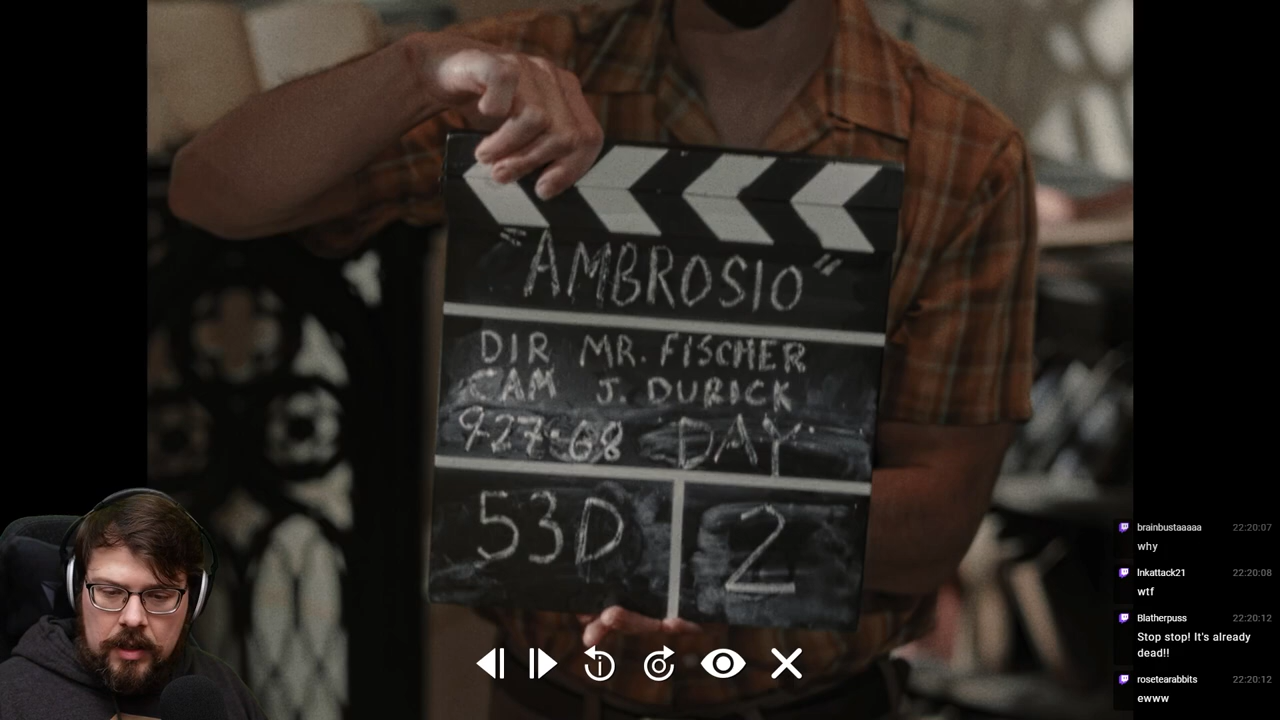 "AMBROSIO"
DIR MR. FISCHER
CAM J. DURICK
9·27·68 DAY
53D 2
brainbustaaaaa 22:20:07
why
lnkattack21 22:20:08
wtf
Blatherpuss 22:20:12
Stop stop! It's already
dead!!
rosetearabbits 22:20:12
ewww